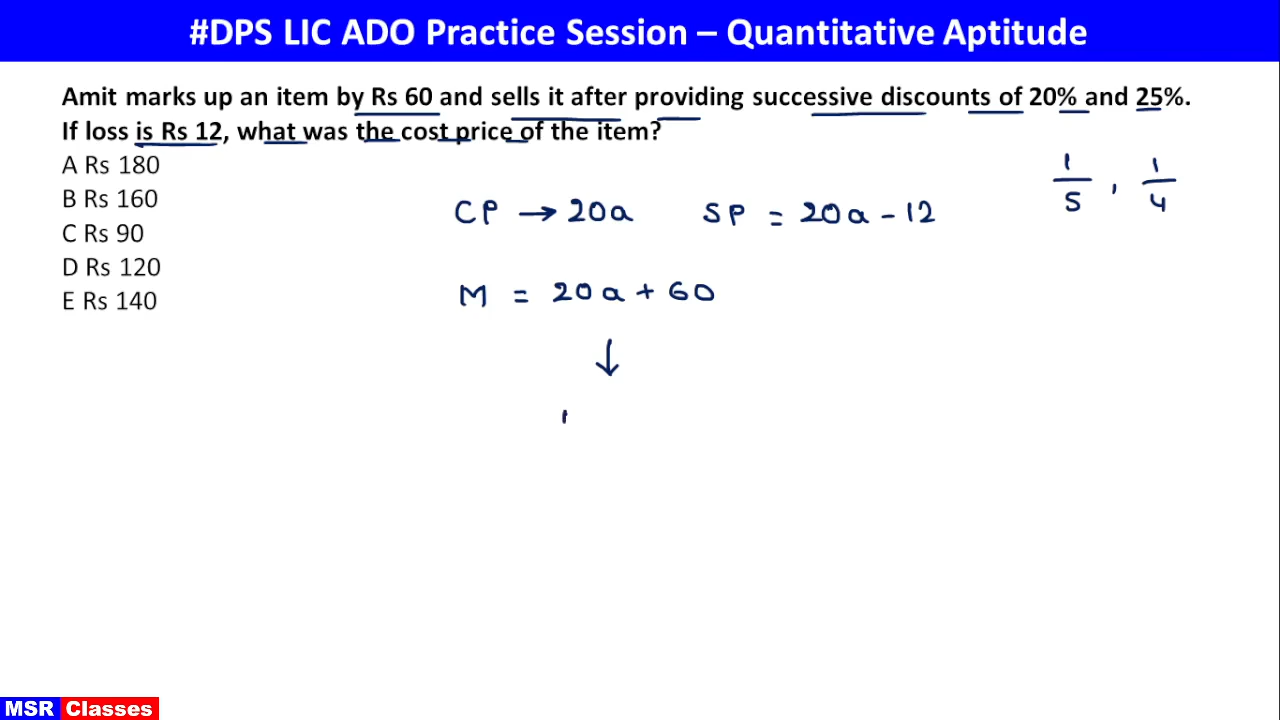 #DPS LIC ADO Practice Session – Quantitative Aptitude
Amit marks up an item by Rs 60 and sells it after providing successive discounts of 20% and 25%.
If loss is Rs 12, what was the cost price of the item?
A Rs 180
B Rs 160
C Rs 90
D Rs 120
E Rs 140
1/5 , 1/4
CP → 20a SP = 20a - 12
M = 20a + 60
↓
MSR Classes